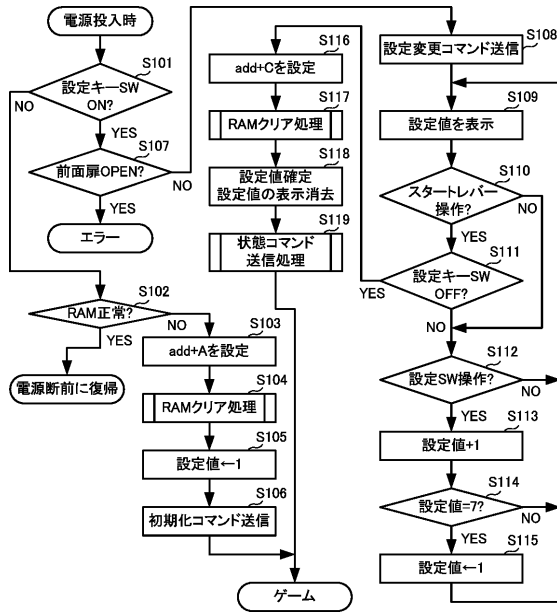 電源投入時
S101
設定キーSW
ON?
NO
YES
S107
前面扉OPEN?
NO
YES
エラー
S102
RAM正常?
NO
YES
電源断前に復帰
S103
add+Aを設定
S104
RAMクリア処理
S105
設定値←1
S106
初期化コマンド送信
S116
add+Cを設定
S117
RAMクリア処理
S118
設定値確定
設定値の表示消去
S119
状態コマンド
送信処理
ゲーム
S108
設定変更コマンド送信
S109
設定値を表示
S110
スタートレバー
操作?
NO
YES
S111
設定キーSW
OFF?
YES
NO
S112
設定SW操作?
NO
YES
S113
設定値+1
S114
設定値=7?
NO
YES
S115
設定値←1